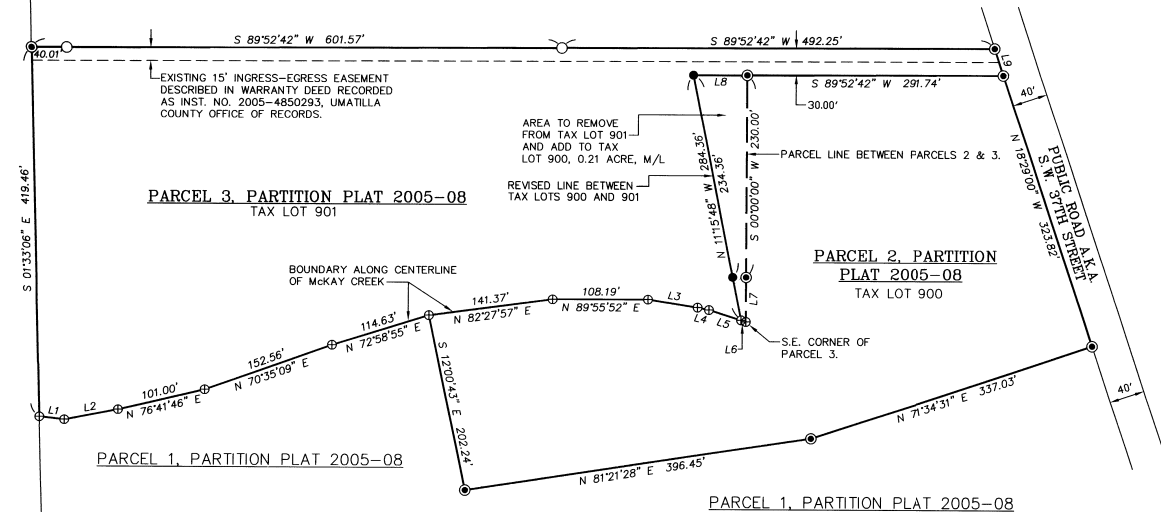 S 89°52'42" W 601.57'
S 89°52'42" W 492.25'
40.01'
L9
EXISTING 15' INGRESS-EGRESS EASEMENT
DESCRIBED IN WARRANTY DEED RECORDED
AS INST. NO. 2005-4850293, UMATILLA
COUNTY OFFICE OF RECORDS.
L8
S 89°52'42" W 291.74'
30.00'
40'
AREA TO REMOVE
FROM TAX LOT 901
AND ADD TO TAX
LOT 900, 0.21 ACRE, M/L
REVISED LINE BETWEEN
TAX LOTS 900 AND 901
N 11°15'48" W 284.36'
234.36'
S 00°00'00" W 230.00'
PARCEL LINE BETWEEN PARCELS 2 & 3.
N 18°29'00" W 323.82'
PUBLIC ROAD A.K.A.
S.W. 37TH STREET
S 01°33'06" E 419.46'
PARCEL 3, PARTITION PLAT 2005-08
TAX LOT 901
PARCEL 2, PARTITION
PLAT 2005-08
TAX LOT 900
BOUNDARY ALONG CENTERLINE
OF McKAY CREEK
L1
L2
101.00'
N 76°41'46" E
152.56'
N 70°35'09" E
114.63'
N 72°58'55" E
141.37'
N 82°27'57" E
108.19'
N 89°55'52" E
L3
L4
L5
L6
L7
S.E. CORNER OF
PARCEL 3.
S 12°00'43" E 202.24'
N 81°21'28" E 396.45'
N 71°34'31" E 337.03'
40'
PARCEL 1, PARTITION PLAT 2005-08
PARCEL 1, PARTITION PLAT 2005-08